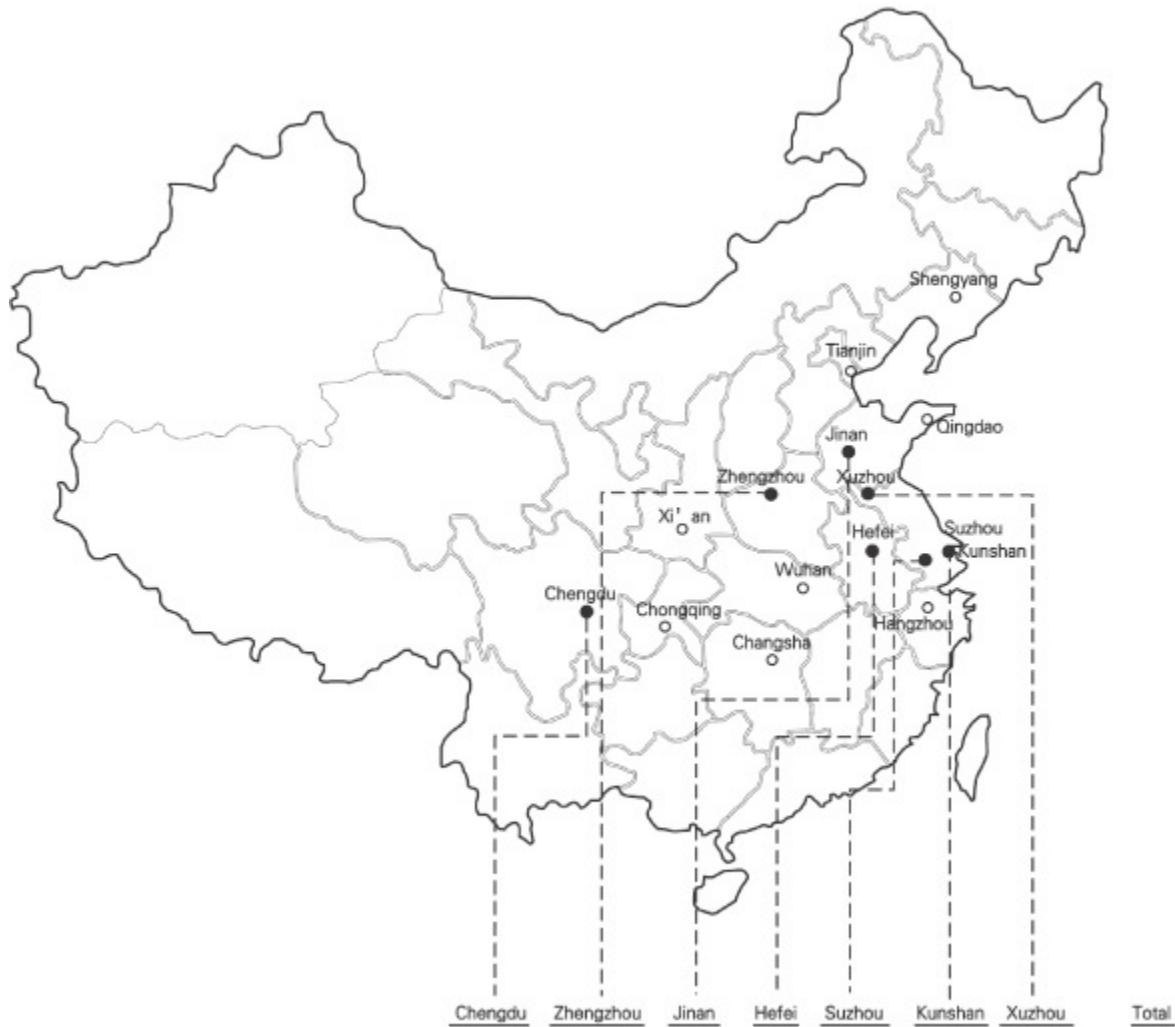 Shengyang
Tianjin
Qingdao
Jinan
Zhengzhou
Xuzhou
Xi' an
Hefei
Suzhou
Kunshan
Wuhan
Chengdu
Chongqing
Hangzhou
Changsha
Chengdu Zhengzhou Jinan Hefei Suzhou Kunshan Xuzhou Total